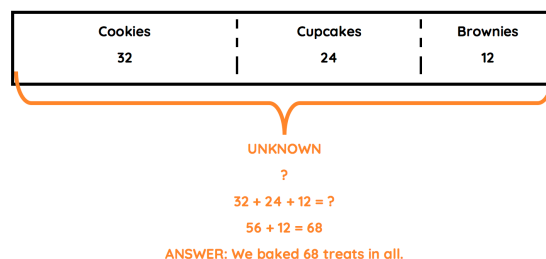 Cookies Cupcakes Brownies
32 24 12
UNKNOWN
?
32 + 24 + 12 = ?
56 + 12 = 68
ANSWER: We baked 68 treats in all.